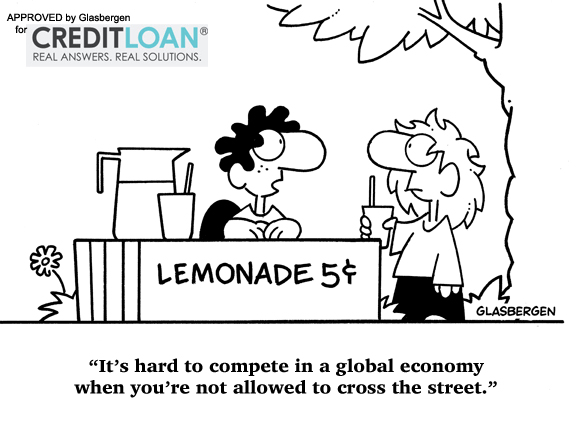 APPROVED by Glasbergen
for
CREDITLOAN®
REAL ANSWERS. REAL SOLUTIONS.
LEMONADE 5¢
GLASBERGEN
“It’s hard to compete in a global economy
when you’re not allowed to cross the street.”